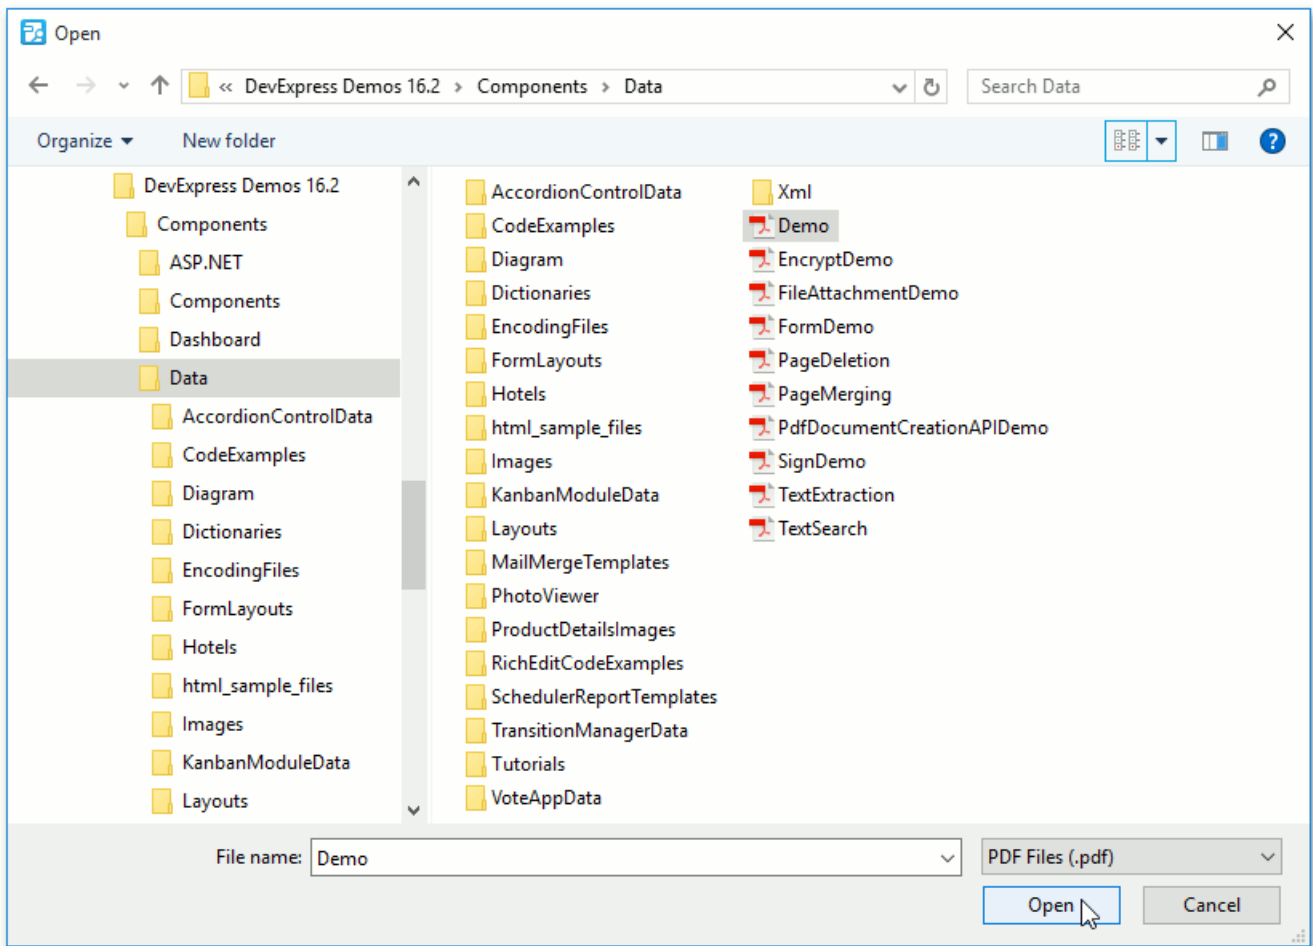 Open
« DevExpress Demos 16.2 > Components > Data
Search Data
Organize
New folder
DevExpress Demos 16.2
Components
ASP.NET
Components
Dashboard
Data
AccordionControlData
CodeExamples
Diagram
Dictionaries
EncodingFiles
FormLayouts
Hotels
html_sample_files
Images
KanbanModuleData
Layouts
AccordionControlData
CodeExamples
Diagram
Dictionaries
EncodingFiles
FormLayouts
Hotels
html_sample_files
Images
KanbanModuleData
Layouts
MailMergeTemplates
PhotoViewer
ProductDetailsImages
RichEditCodeExamples
SchedulerReportTemplates
TransitionManagerData
Tutorials
VoteAppData
Xml
Demo
EncryptDemo
FileAttachmentDemo
FormDemo
PageDeletion
PageMerging
PdfDocumentCreationAPIDemo
SignDemo
TextExtraction
TextSearch
File name: Demo
PDF Files (.pdf)
Open
Cancel